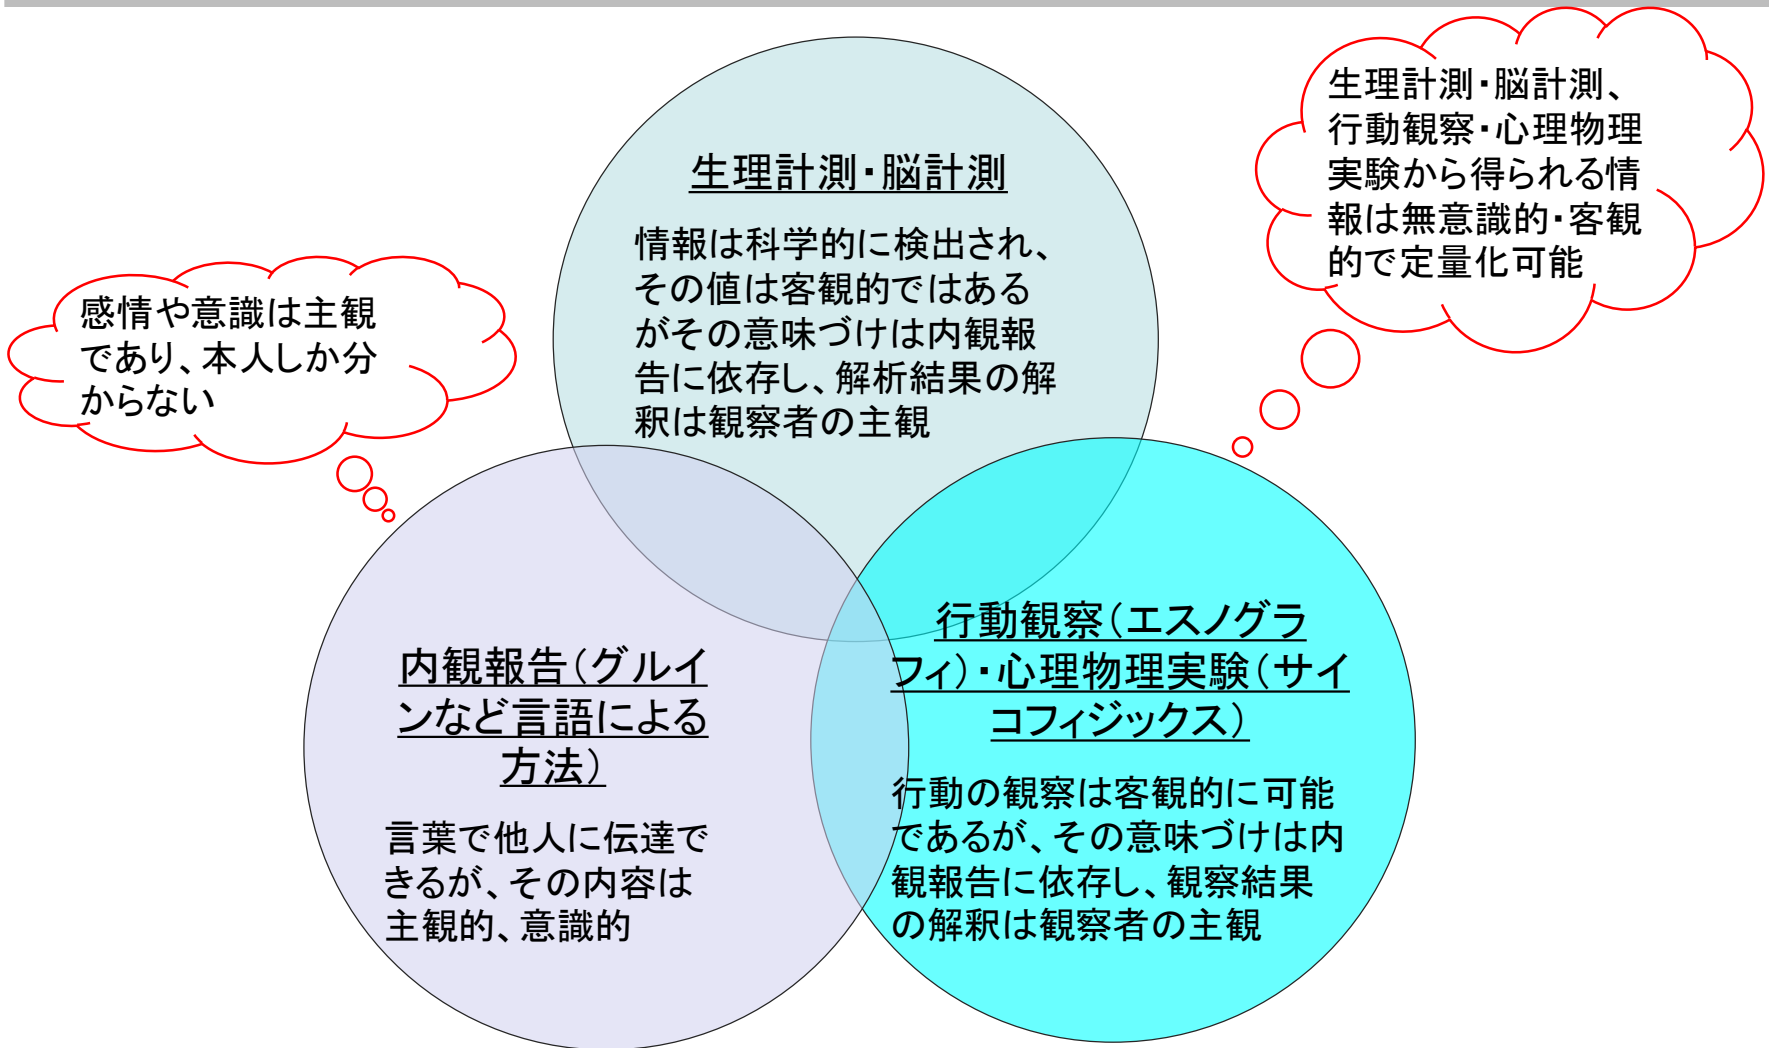 生理計測・脳計測、
行動観察・心理物理
実験から得られる情
報は無意識的・客観
的で定量化可能
生理計測・脳計測
情報は科学的に検出され、
その値は客観的ではある
がその意味づけは内観報
告に依存し、解析結果の解
釈は観察者の主観
感情や意識は主観
であり、本人しか分
からない
内観報告（グルイ
ンなど言語による
方法）
言葉で他人に伝達で
きるが、その内容は
主観的、意識的
行動観察（エスノグラ
フィ）・心理物理実験（サイ
コフィジックス）
行動の観察は客観的に可能
であるが、その意味づけは内
観報告に依存し、観察結果
の解釈は観察者の主観